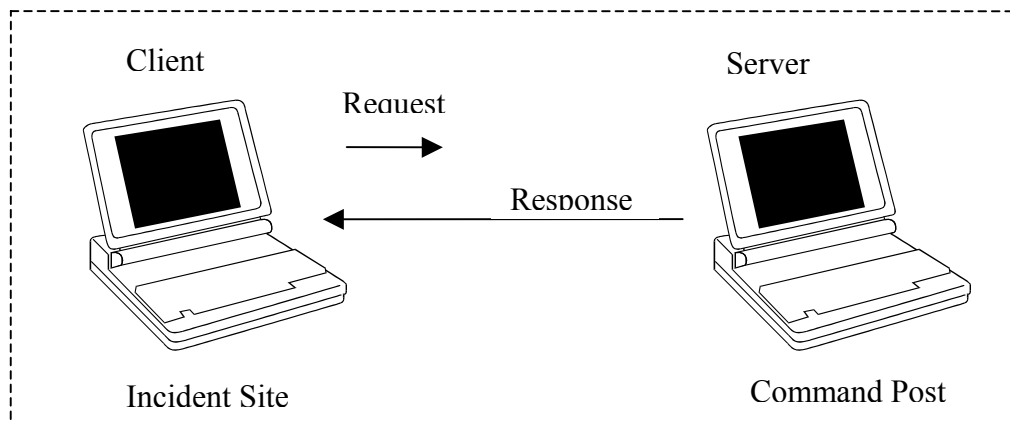 Client
Server
Request
Response
Incident Site
Command Post